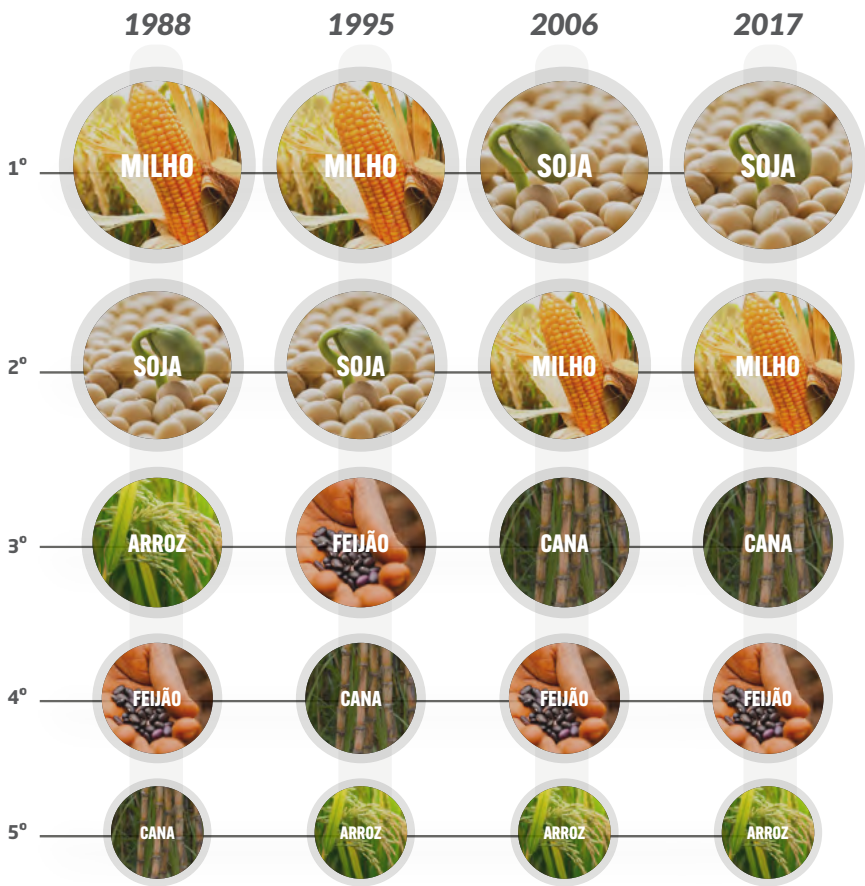 1988 1995 2006 2017
1º MILHO MILHO SOJA SOJA
2º SOJA SOJA MILHO MILHO
3º ARROZ FEIJÃO CANA CANA
4º FEIJÃO CANA FEIJÃO FEIJÃO
5º CANA ARROZ ARROZ ARROZ